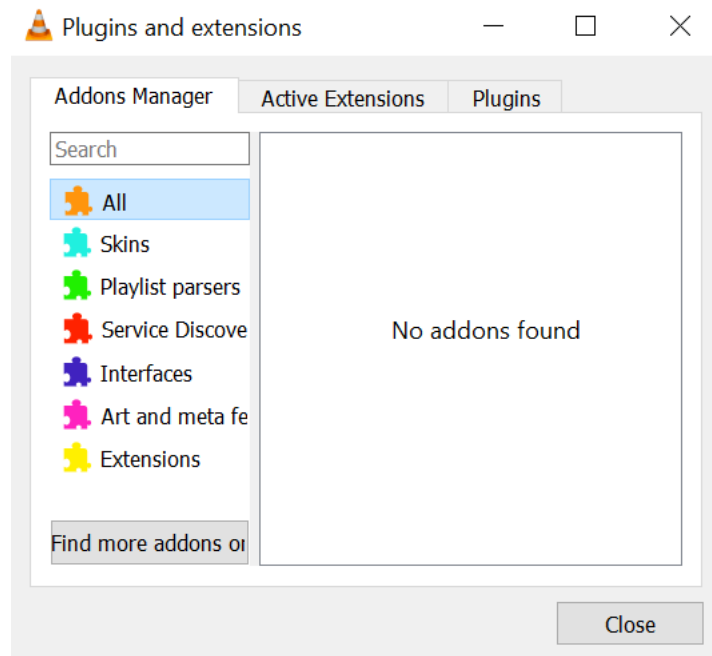 Plugins and extensions
Addons Manager
Active Extensions
Plugins
Search
All
Skins
Playlist parsers
Service Discove
Interfaces
Art and meta fe
Extensions
Find more addons or
No addons found
Close